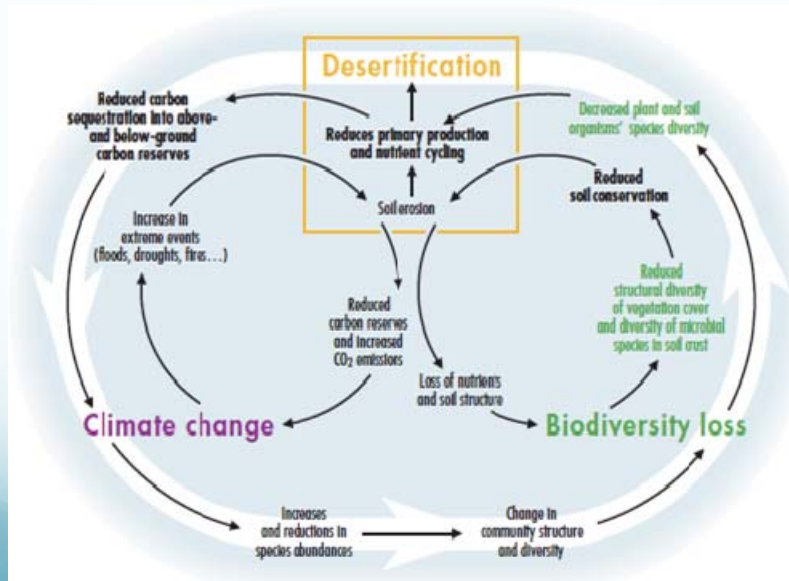 Desertification
Reduced carbon
sequestration into above-
and below-ground
carbon reserves
Reduces primary production
and nutrient cycling
Decreased plant and soil
organisms' species diversity
Reduced
soil conservation
Soil erosion
Increase in
extreme events
(floods, droughts, fires...)
Reduced
structural diversity
of vegetation cover
and diversity of microbial
species in soil crust
Reduced
carbon reserves
and increased
CO₂ emissions
Loss of nutrients
and soil structure
Climate change
Biodiversity loss
Increases
and reductions in
species abundances
Change in
community structure
and diversity